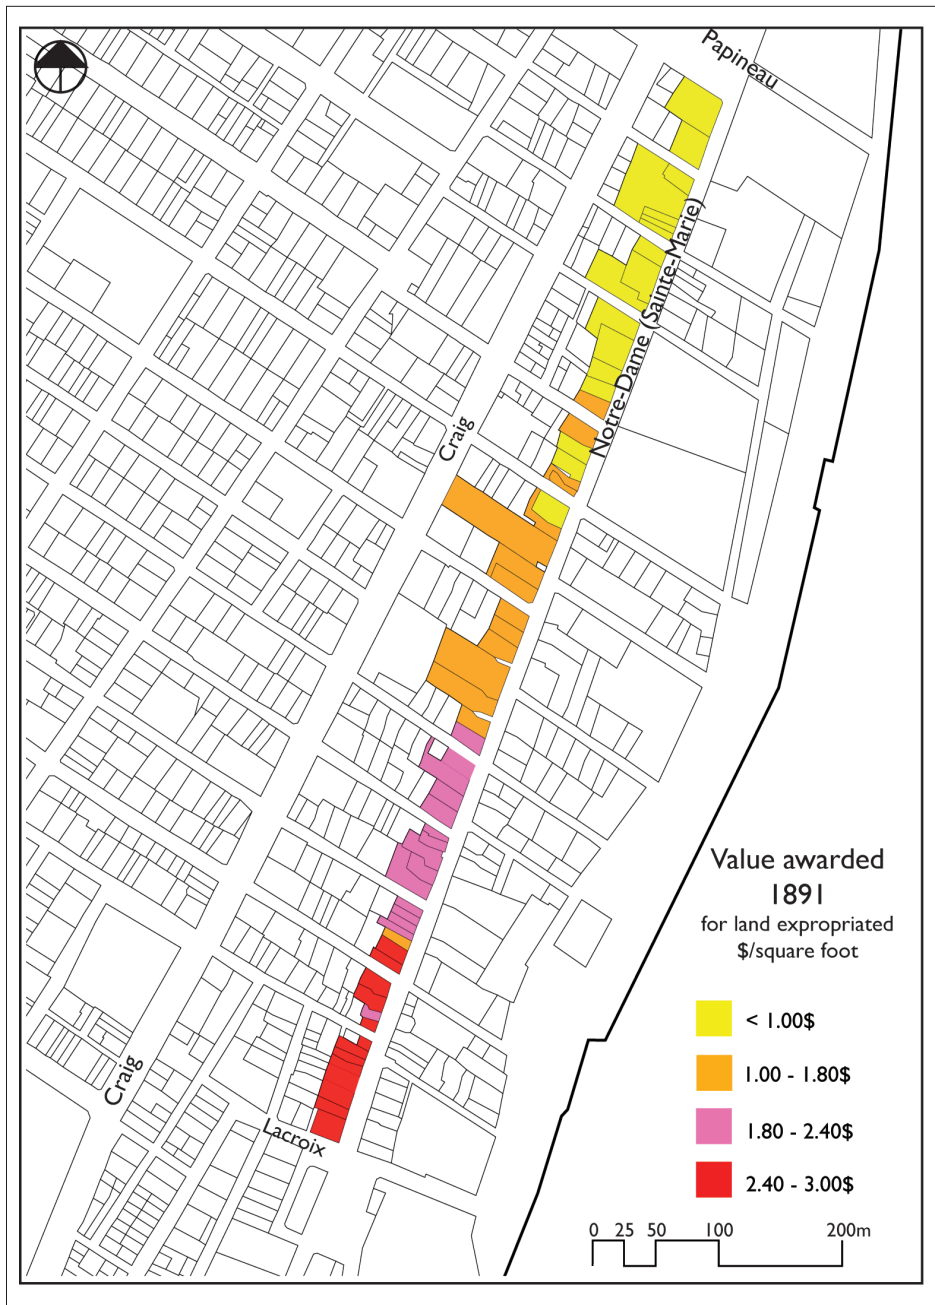 Papineau
Notre-Dame (Sainte-Marie)
Craig
Value awarded
1891
for land expropriated
$/square foot
< 1.00$
1.00 - 1.80$
1.80 - 2.40$
2.40 - 3.00$
Craig
Lacroix
0 25 50 100 200m